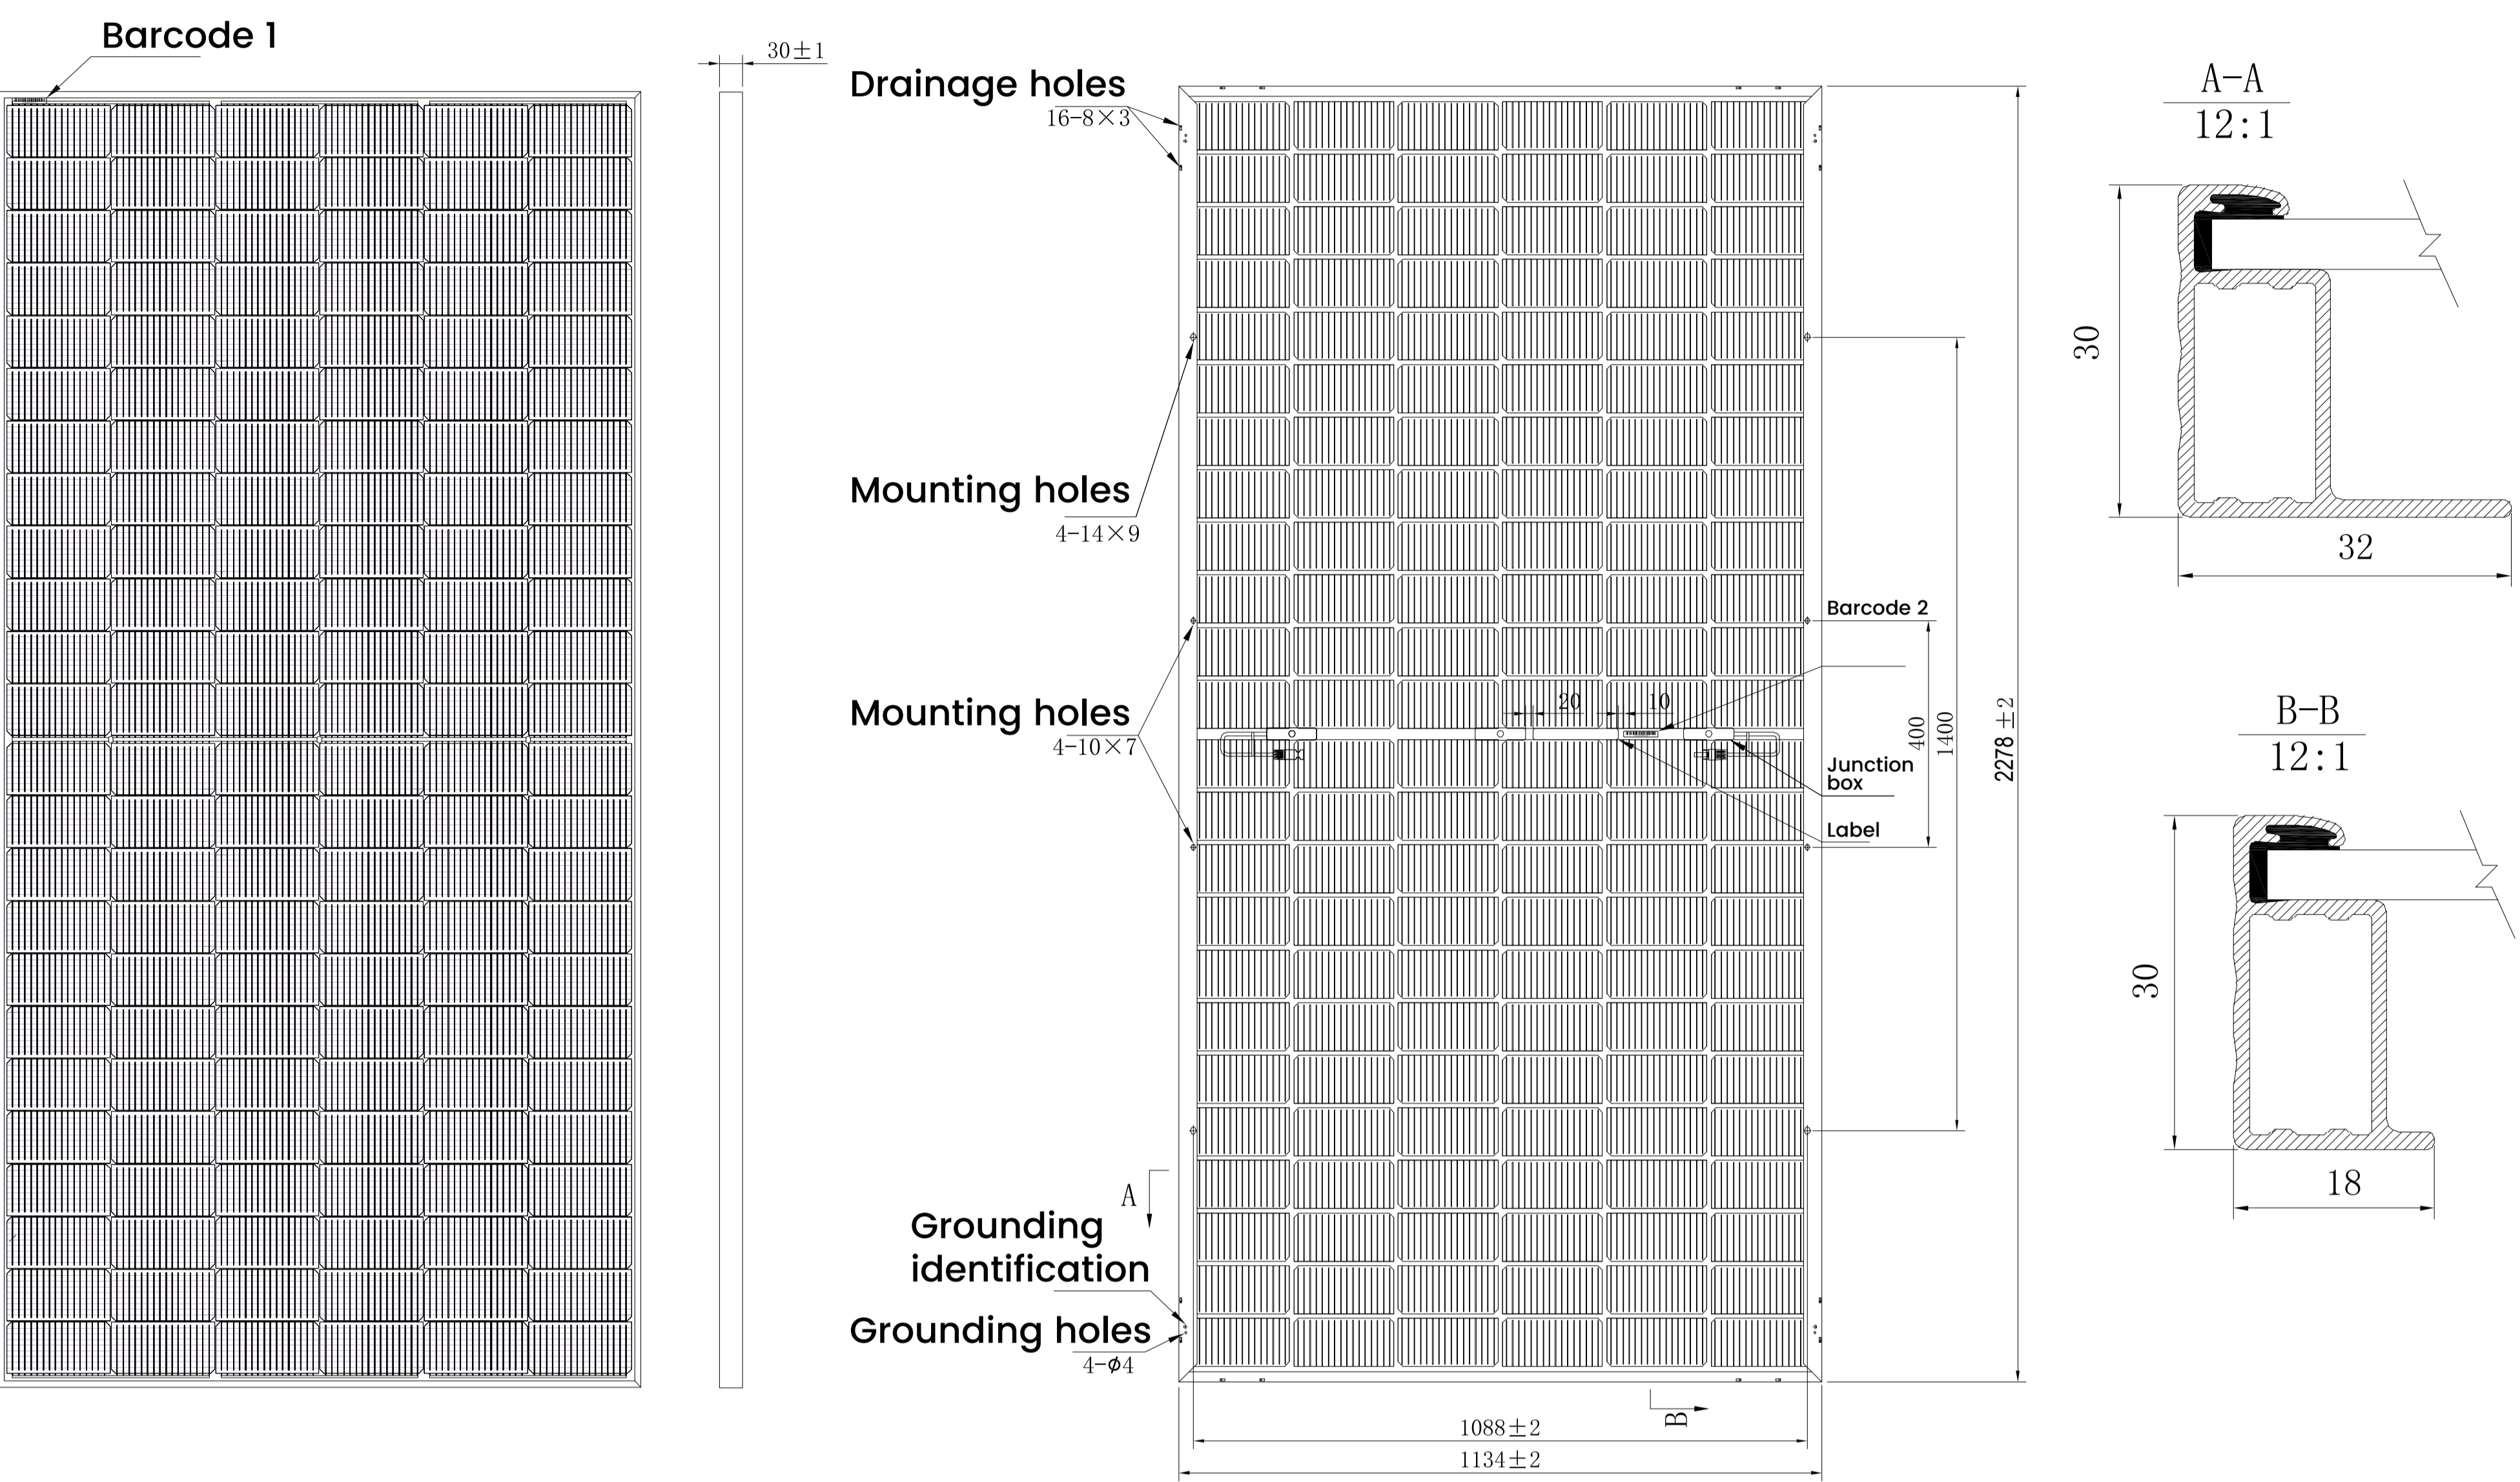 Barcode 1
30±1
Drainage holes
16-8×3
Mounting holes
4-14×9
Mounting holes
4-10×7
Grounding
identification
Grounding holes
4-ϕ4
A
B
20
10
Barcode 2
Junction
box
Label
400
1400
2278 ±2
1088±2
1134±2
A-A
12:1
30
32
B-B
12:1
30
18